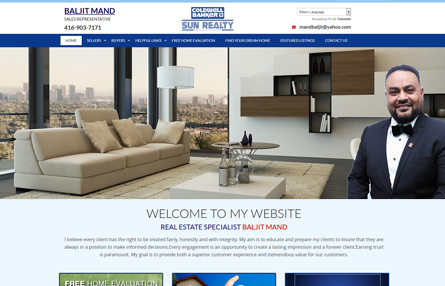 BALJIT MAND
SALES REPRESENTATIVE
416-903-7171
COLDWELL
BANKER
SUN REALTY
Select Language
Powered by Google Translate
mandbaljit@yahoo.com
HOME SELLERS BUYERS HELPFUL LINKS FREE HOME EVALUATION FIND YOUR DREAM HOME FEATURED LISTINGS CONTACT US
WELCOME TO MY WEBSITE
REAL ESTATE SPECIALIST BALJIT MAND
I believe every client has the right to be treated fairly, honestly and with integrity. My aim is to educate and prepare my clients to ensure that they are
always in a position to make informed decisions.Every engagement is an opportunity to create a lasting impression and a forever client.Earning trust
is paramount. My goal is to provide both a superior customer experience and tremendous value for our customers.
FREE HOME EVALUATION